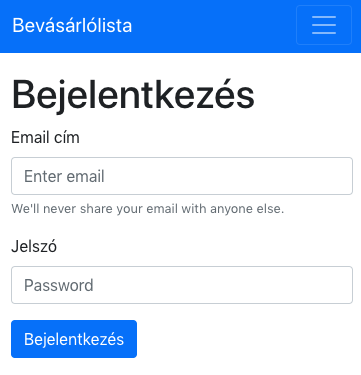 Bevásárlólista
Bejelentkezés
Email cím
Enter email
We'll never share your email with anyone else.
Jelszó
Password
Bejelentkezés